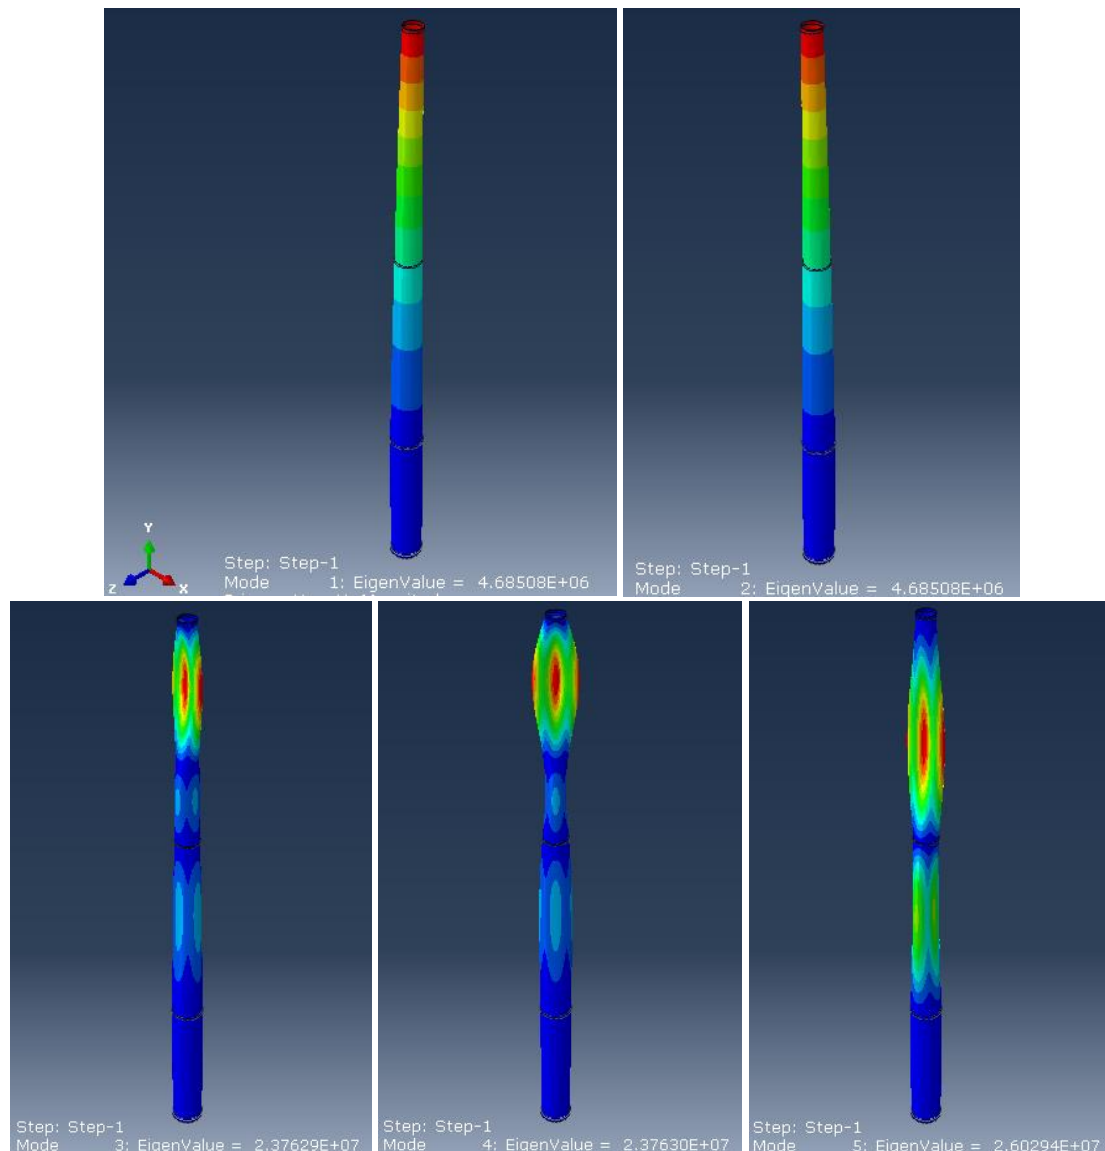 Y
Z X
Step: Step-1
Mode 1: EigenValue = 4.68508E+06
Step: Step-1
Mode 2: EigenValue = 4.68508E+06
Step: Step-1
Mode 3: EigenValue = 2.37629E+07
Step: Step-1
Mode 4: EigenValue = 2.37630E+07
Step: Step-1
Mode 5: EigenValue = 2.60294E+07